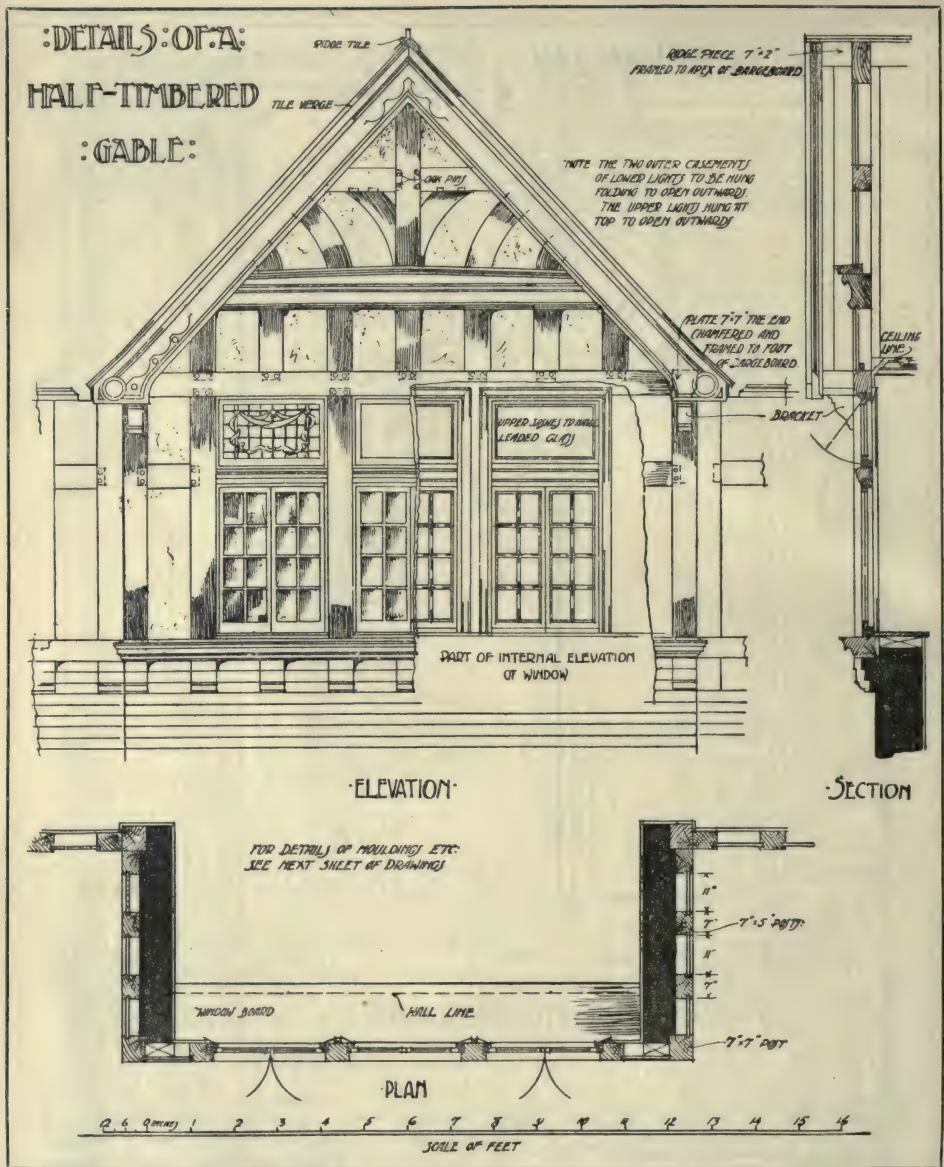 :DETAILS:OF:A:
HALF-TIMBERED
:GABLE:
RIDGE TILE
TILE VERGE
OAK PINS
RIDGE PIECE 7"×2"
FRAMED TO APEX OF BARGEBOARD
NOTE THE TWO OUTER CASEMENTS
OF LOWER LIGHTS TO BE HUNG
FOLDING TO OPEN OUTWARDS.
THE UPPER LIGHTS HUNG AT
TOP TO OPEN OUTWARDS
PLATE 7"×7" THE END
CHAMFERED AND
FRAMED TO FOOT
OF BARGEBOARD
CEILING
LINE
BRACKET
UPPER SASHES TO HAVE
LEADED GLASS
PART OF INTERNAL ELEVATION
OF WINDOW
·ELEVATION·
·SECTION
FOR DETAILS OF MOULDINGS ETC:
SEE NEXT SHEET OF DRAWINGS
11"
7"
7"×5" POSTS:
11"
7"
WINDOW BOARD
WALL LINE
7"×7" POST
PLAN
12 6 0 (INCHES) 1 2 3 4 5 6 7 8 9 10 11 12 13 14 15 16
SCALE OF FEET